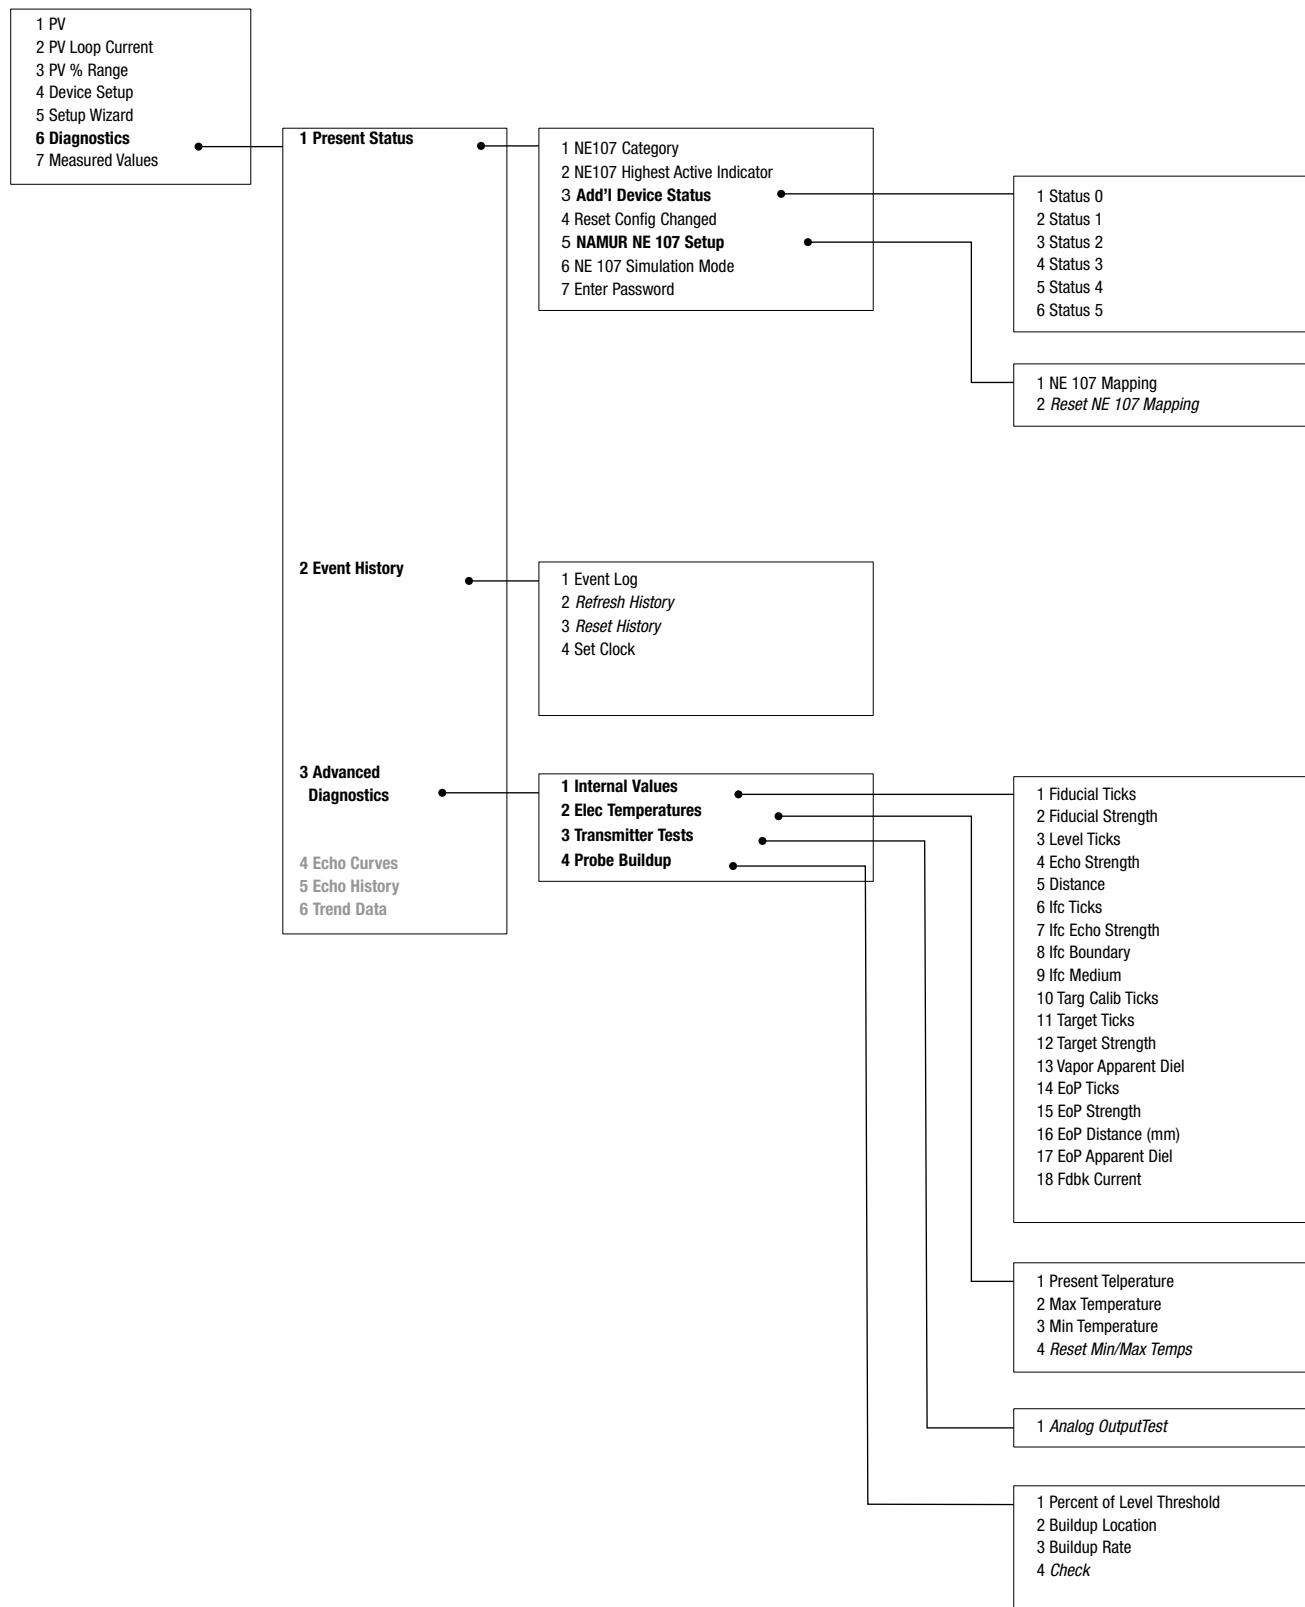 1 PV
2 PV Loop Current
3 PV % Range
4 Device Setup
5 Setup Wizard
6 Diagnostics
7 Measured Values
1 Present Status
1 NE107 Category
2 NE107 Highest Active Indicator
3 Add'l Device Status
4 Reset Config Changed
5 NAMUR NE 107 Setup
6 NE 107 Simulation Mode
7 Enter Password
1 Status 0
2 Status 1
3 Status 2
4 Status 3
5 Status 4
6 Status 5
1 NE 107 Mapping
2 Reset NE 107 Mapping
2 Event History
1 Event Log
2 Refresh History
3 Reset History
4 Set Clock
3 Advanced
Diagnostics
4 Echo Curves
5 Echo History
6 Trend Data
1 Internal Values
2 Elec Temperatures
3 Transmitter Tests
4 Probe Buildup
1 Fiducial Ticks
2 Fiducial Strength
3 Level Ticks
4 Echo Strength
5 Distance
6 Ifc Ticks
7 Ifc Echo Strength
8 Ifc Boundary
9 Ifc Medium
10 Targ Calib Ticks
11 Target Ticks
12 Target Strength
13 Vapor Apparent Diel
14 EoP Ticks
15 EoP Strength
16 EoP Distance (mm)
17 EoP Apparent Diel
18 Fdbk Current
1 Present Telperature
2 Max Temperature
3 Min Temperature
4 Reset Min/Max Temps
1 Analog OutputTest
1 Percent of Level Threshold
2 Buildup Location
3 Buildup Rate
4 Check